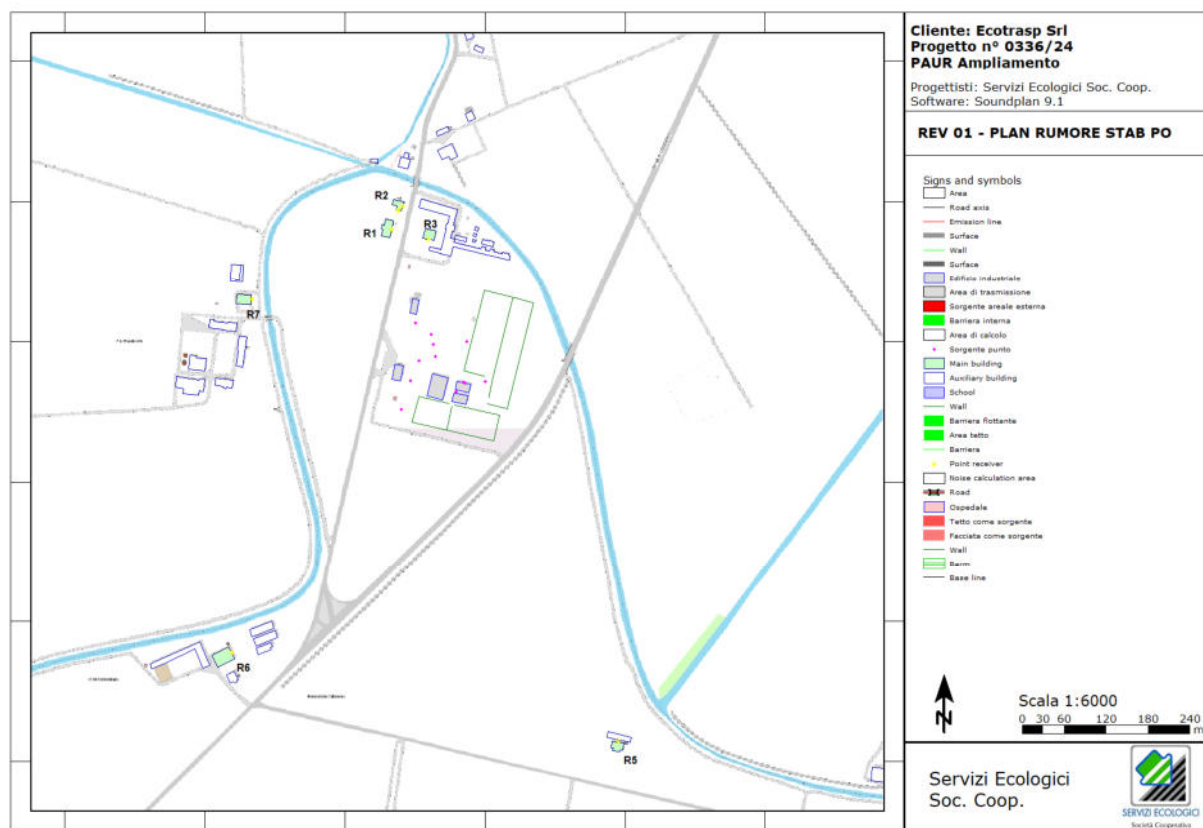 Cliente: Ecotrasp Srl
Progetto n° 0336/24
PAUR Ampliamento
Progettisti: Servizi Ecologici Soc. Coop.
Software: Soundplan 9.1
REV 01 - PLAN RUMORE STAB PO
Signs and symbols
Area
Road axis
Emission line
Surface
Wall
Surface
Edificio industriale
Area di trasmissione
Sorgente areale esterna
Barriera interna
Area di calcolo
Sorgente punto
Main building
Auxiliary building
School
Wall
Barriera flottante
Area tetto
Barriera
Point receiver
Noise calculation area
Road
Ospedale
Tetto come sorgente
Facciata come sorgente
Wall
Berm
Base line
R2
R1
R3
R7
R6
R5
N
Scala 1:6000
0 30 60 120 180 240
m
Servizi Ecologici
Soc. Coop.
SERVIZI ECOLOGICI
Società Cooperativa